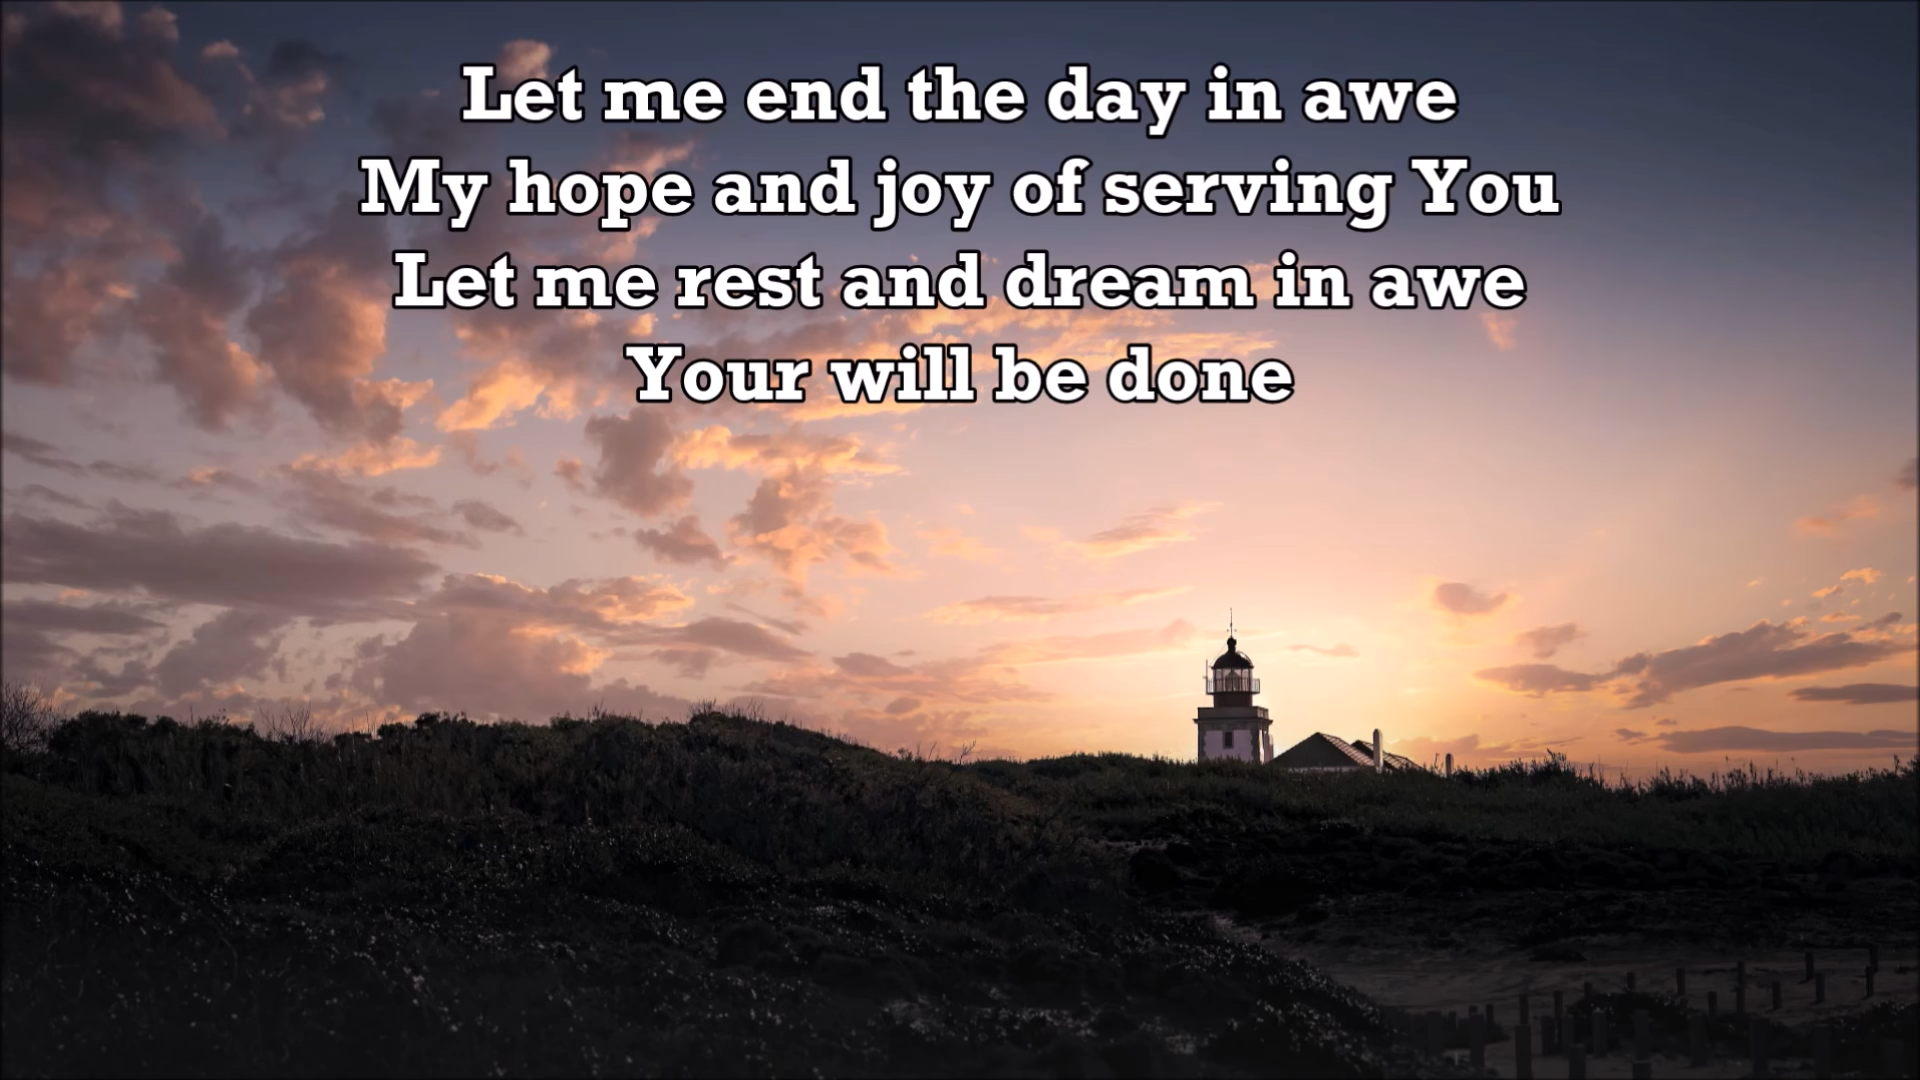 Let me end the day in awe
My hope and joy of serving You
Let me rest and dream in awe
Your will be done